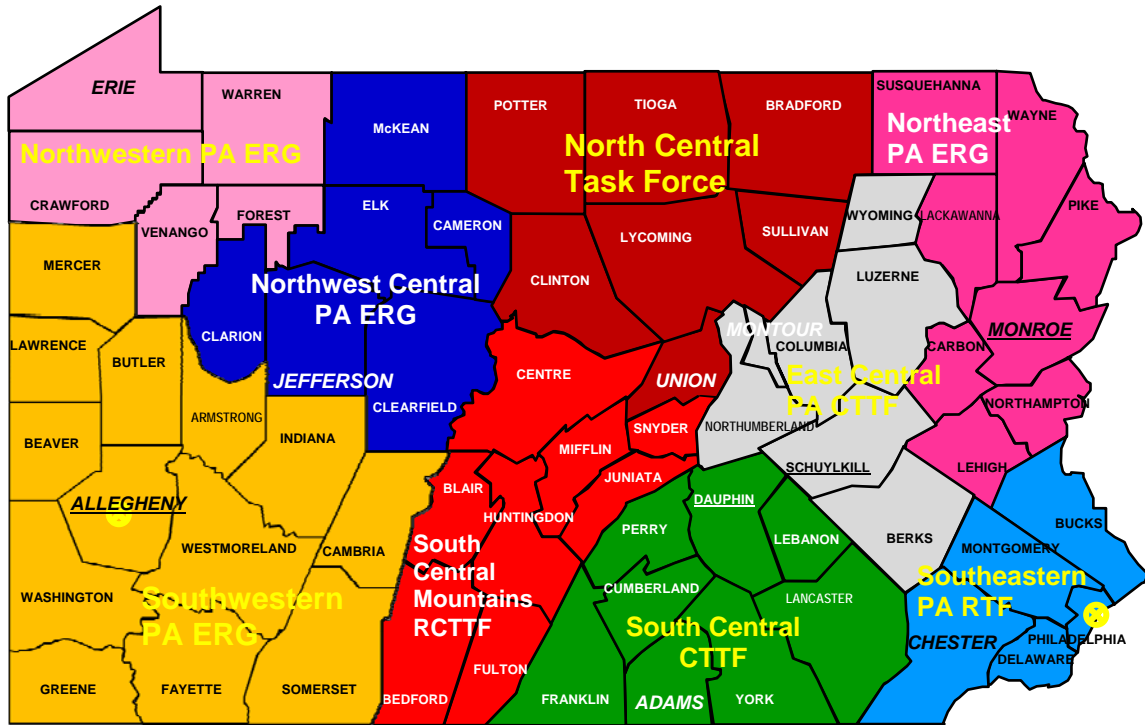 ERIE
WARREN
McKEAN
POTTER
TIOGA
BRADFORD
SUSQUEHANNA
WAYNE
Northwestern PA ERG
North Central
Task Force
Northeast
PA ERG
CRAWFORD
FOREST
VENANGO
ELK
CAMERON
LYCOMING
SULLIVAN
WYOMING
LACKAWANNA
PIKE
MERCER
CLINTON
LUZERNE
Northwest Central
PA ERG
CLARION
LAWRENCE
BUTLER
JEFFERSON
CENTRE
UNION
MONTOUR
COLUMBIA
CARBON
MONROE
East Central
PA CTTF
CLEARFIELD
ARMSTRONG
INDIANA
BEAVER
MIFFLIN
SNYDER
NORTHUMBERLAND
NORTHAMPTON
ALLEGHENY
BLAIR
HUNTINGDON
JUNIATA
DAUPHIN
SCHUYLKILL
LEHIGH
WESTMORELAND
CAMBRIA
PERRY
LEBANON
BERKS
BUCKS
MONTGOMERY
South
Central
Mountains
RCTTF
WASHINGTON
Southwestern
PA ERG
CUMBERLAND
LANCASTER
Southeastern
PA RTF
South Central
CTTF
CHESTER
PHILADELPHIA
DELAWARE
GREENE
FAYETTE
SOMERSET
BEDFORD
FULTON
FRANKLIN
ADAMS
YORK